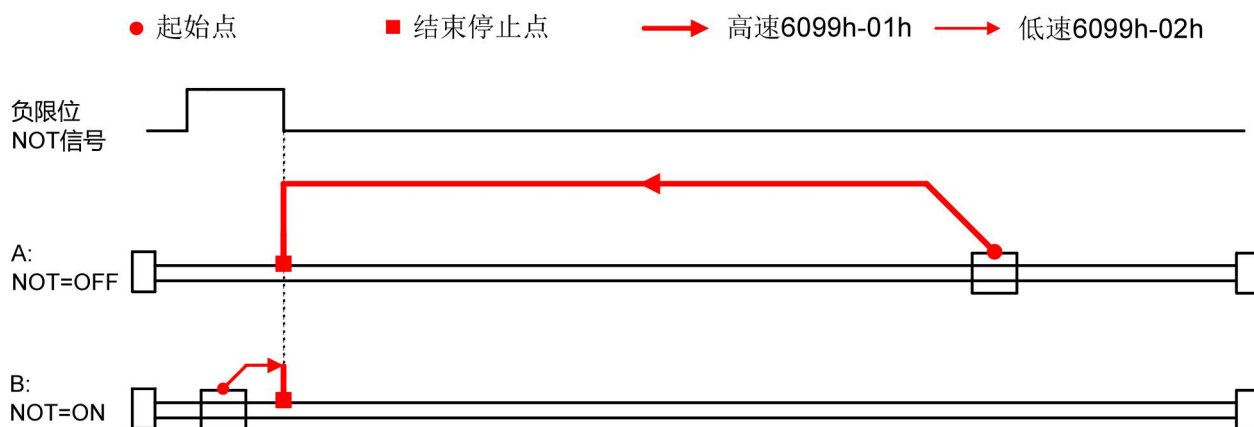 起始点 结束停止点 高速6099h-01h 低速6099h-02h
负限位
NOT信号
A:
NOT=OFF
B:
NOT=ON